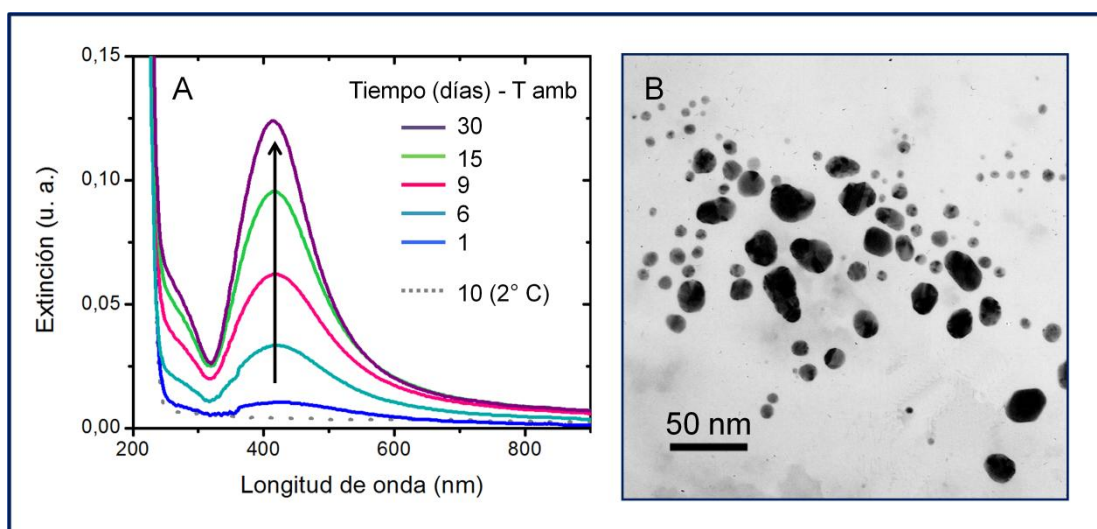 A
Tiempo (días) - T amb
30
15
9
6
1
10 (2° C)
Extinción (u. a.)
0,15
0,10
0,05
0,00
200
400
600
800
Longitud de onda (nm)
B
50 nm